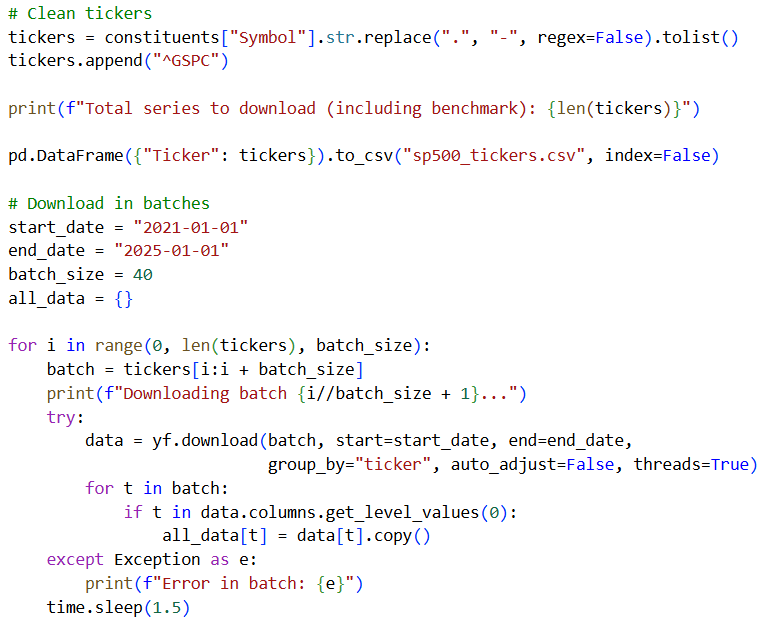 # Clean tickers
tickers = constituents["Symbol"].str.replace(".", "-", regex=False).tolist()
tickers.append("^GSPC")

print(f"Total series to download (including benchmark): {len(tickers)}")

pd.DataFrame({"Ticker": tickers}).to_csv("sp500_tickers.csv", index=False)

# Download in batches
start_date = "2021-01-01"
end_date = "2025-01-01"
batch_size = 40
all_data = {}

for i in range(0, len(tickers), batch_size):
    batch = tickers[i:i + batch_size]
    print(f"Downloading batch {i//batch_size + 1}...")
    try:
        data = yf.download(batch, start=start_date, end=end_date,
                           group_by="ticker", auto_adjust=False, threads=True)
        for t in batch:
            if t in data.columns.get_level_values(0):
                all_data[t] = data[t].copy()
    except Exception as e:
        print(f"Error in batch: {e}")
    time.sleep(1.5)